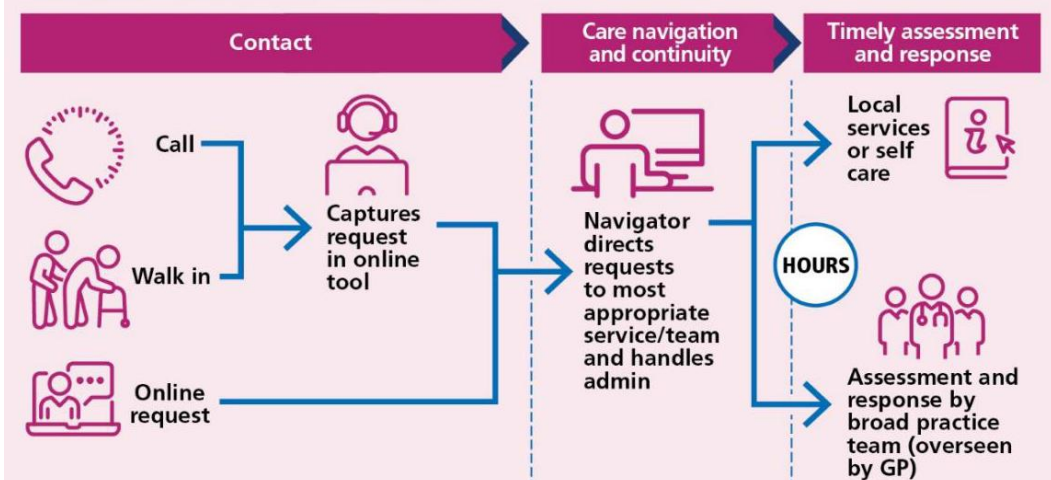 Contact
Care navigation
and continuity
Timely assessment
and response
Call
Walk in
Captures
request
in online
tool
Online
request
Navigator
directs
requests
to most
appropriate
service/team
and handles
admin
HOURS
Local
services
or self
care
Assessment and
response by
broad practice
team (overseen
by GP)